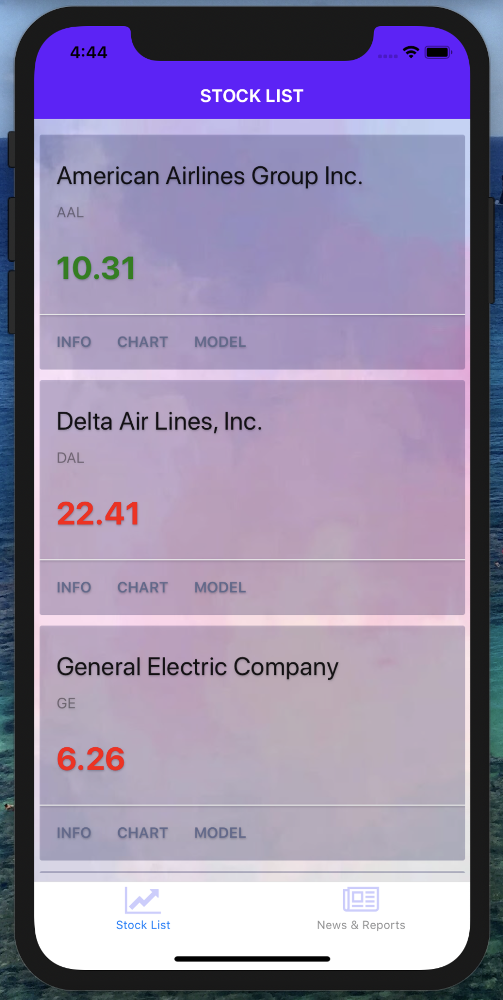 4:44
STOCK LIST
American Airlines Group Inc.
AAL
10.31
INFO CHART MODEL
Delta Air Lines, Inc.
DAL
22.41
INFO CHART MODEL
General Electric Company
GE
6.26
INFO CHART MODEL
Stock List News & Reports